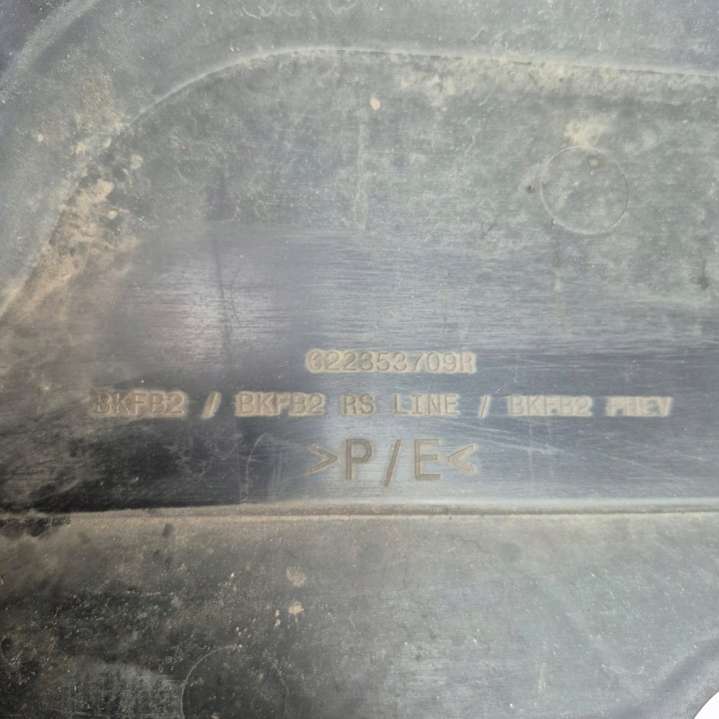 622353709R
BKFB2 / BKFB2 RS LINE / BKFB2 PHEV
>P/E<